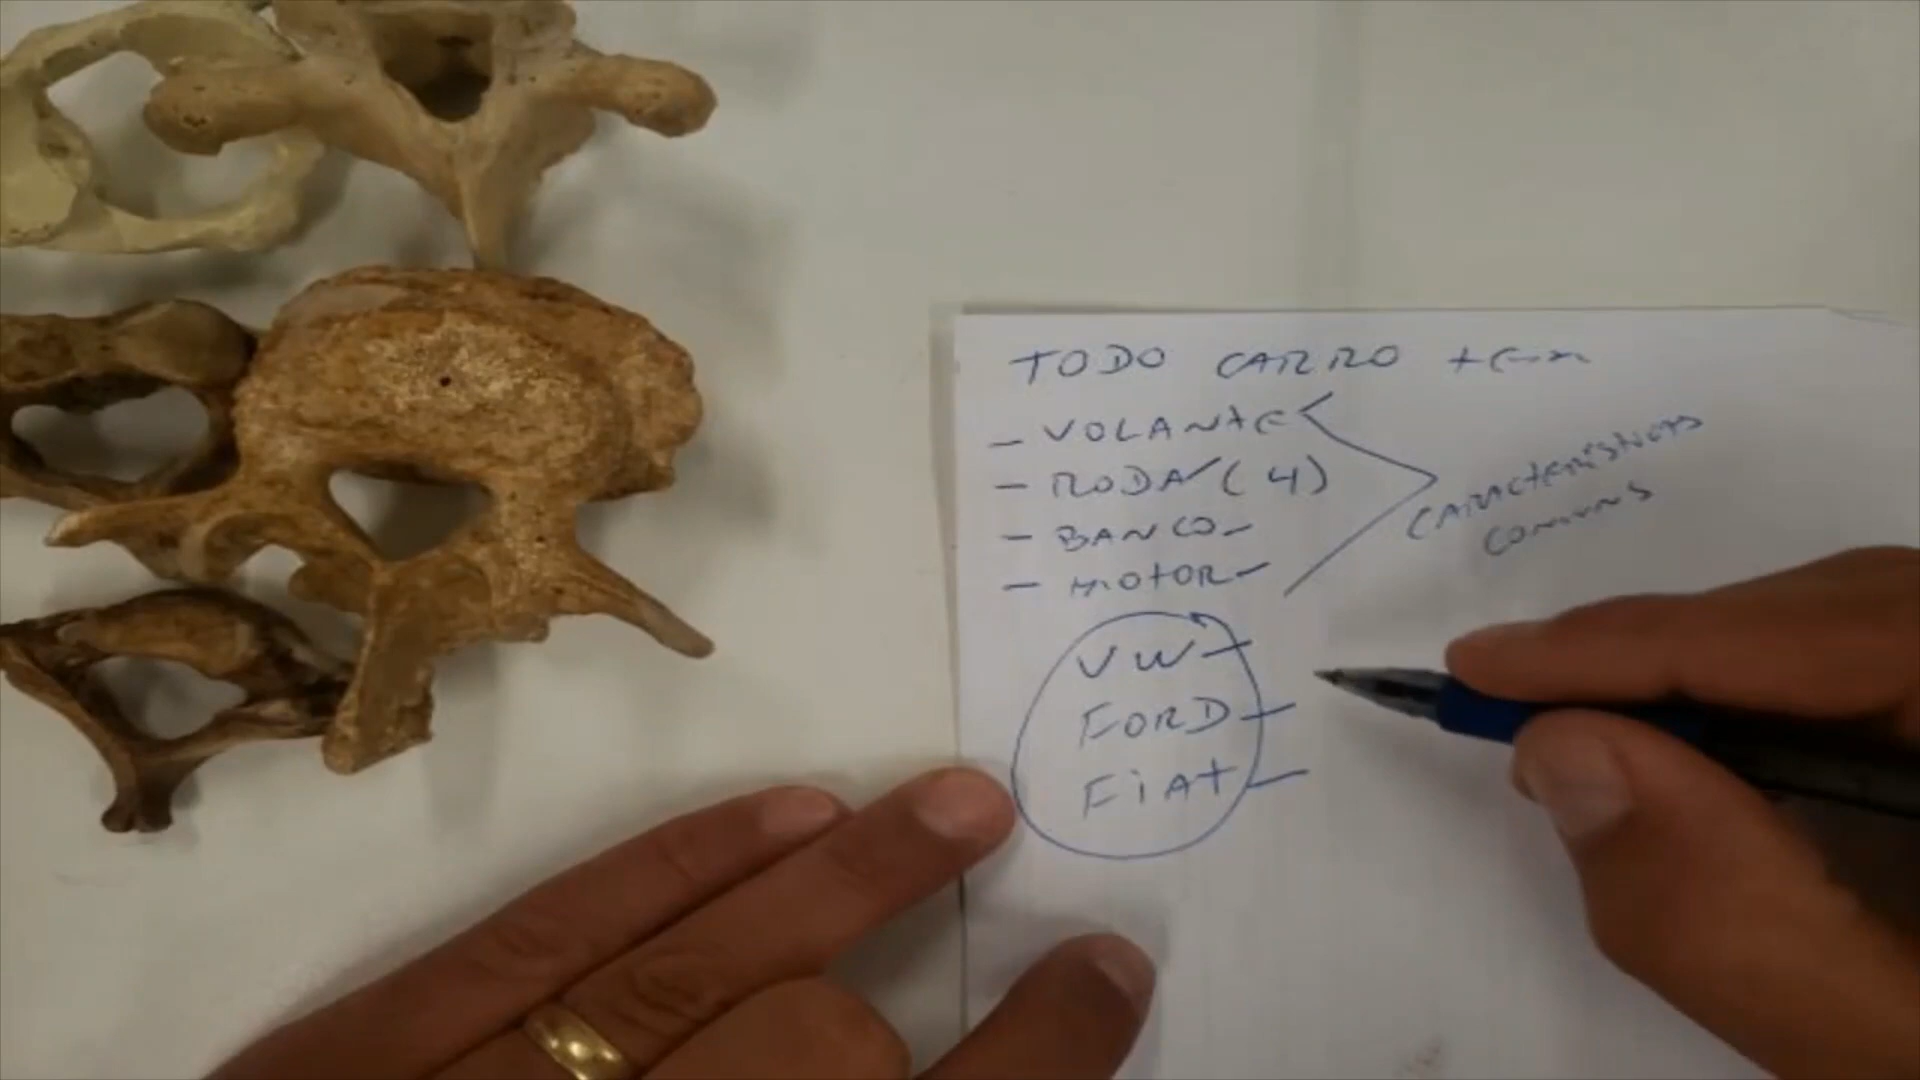 TODO CARRO tem
- VOLANTE
- RODA (4)
- BANCO
- MOTOR
CARACTERÍSTICAS
COMUNS
VW
FORD
FiAt